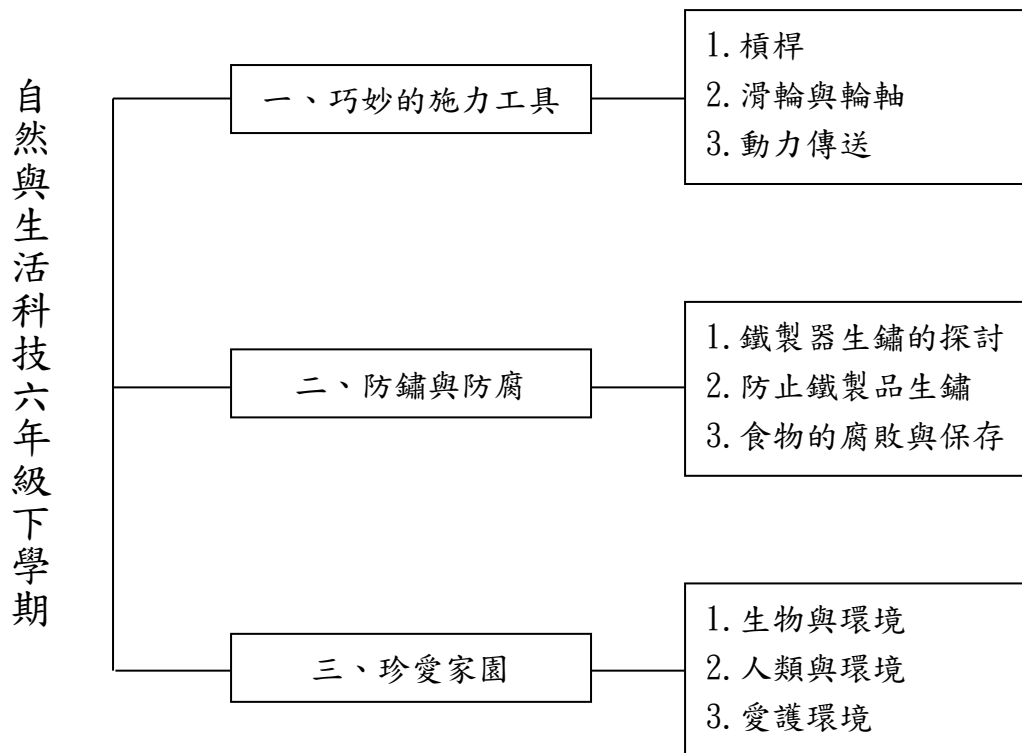 自然與生活科技六年級下學期
一、巧妙的施力工具
1.槓桿
2.滑輪與輪軸
3.動力傳送
二、防鏽與防腐
1.鐵製器生鏽的探討
2.防止鐵製品生鏽
3.食物的腐敗與保存
三、珍愛家園
1.生物與環境
2.人類與環境
3.愛護環境